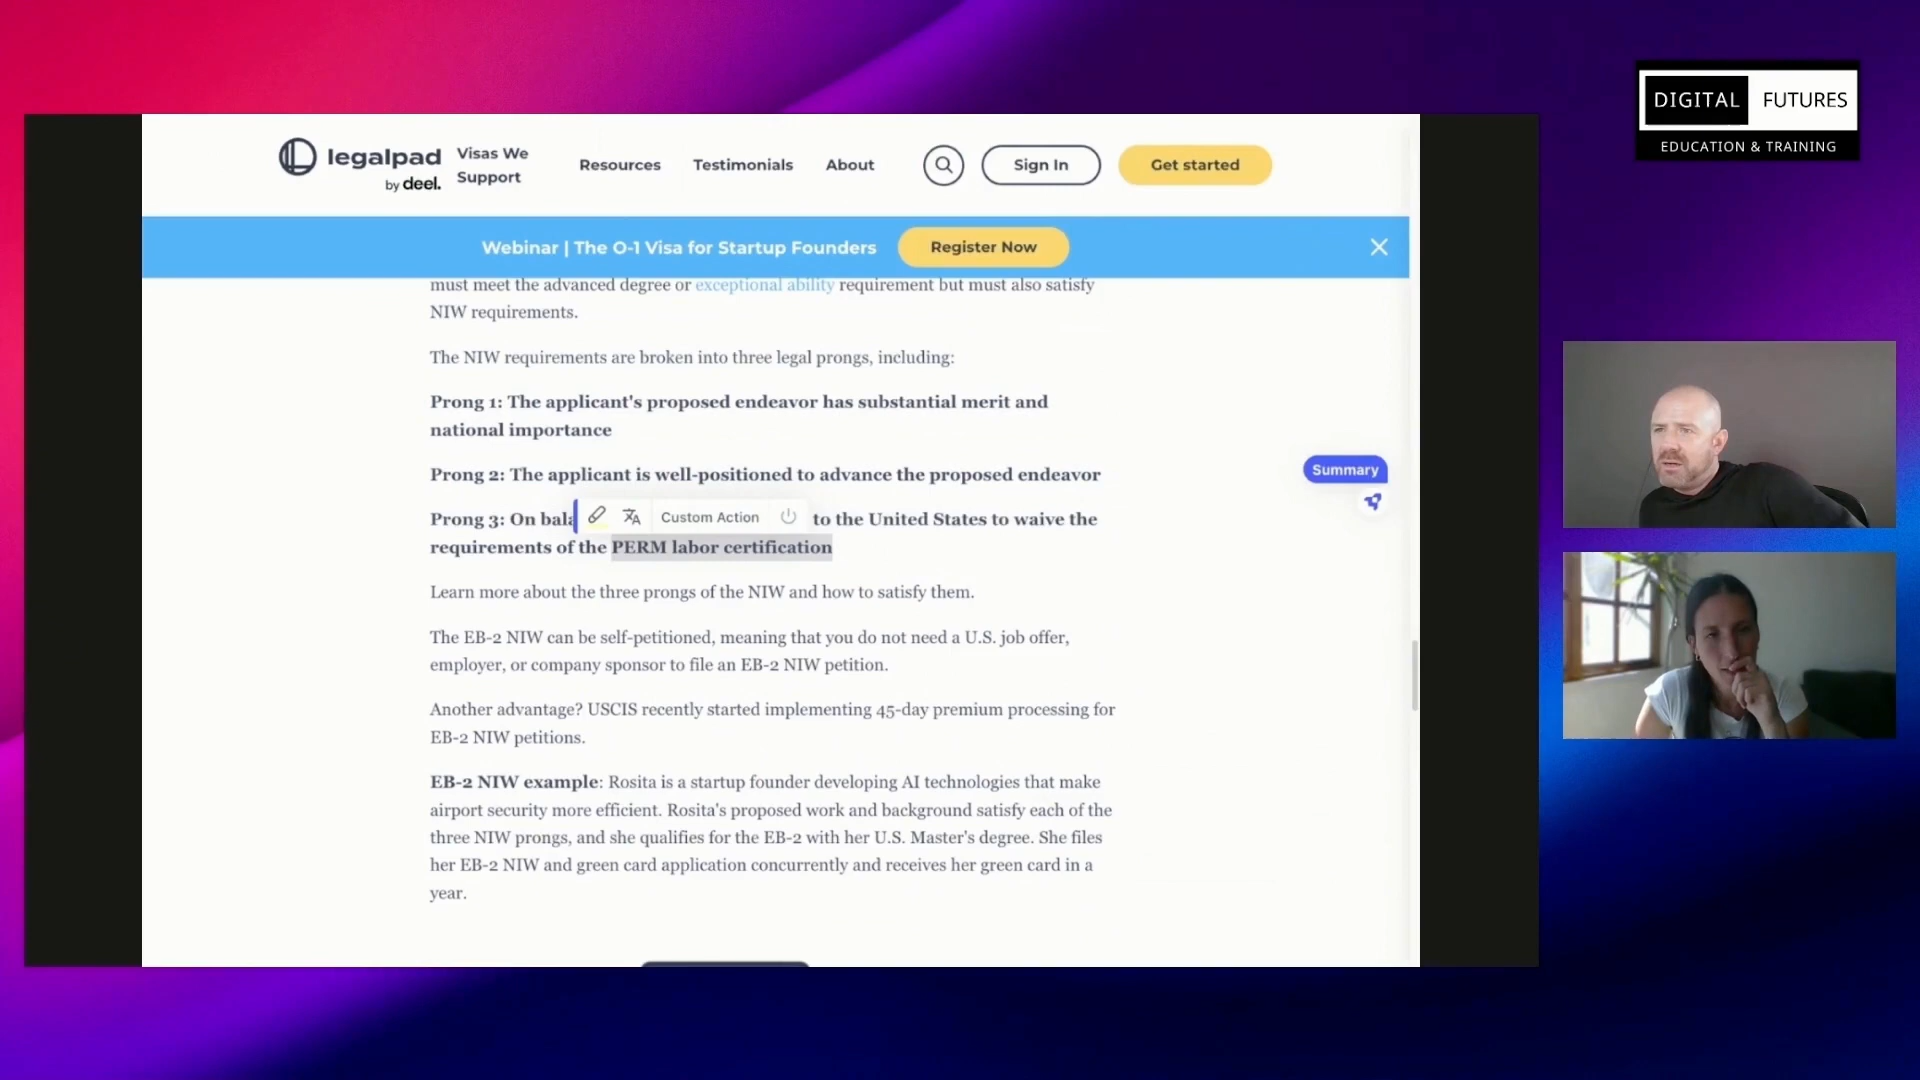 DIGITAL FUTURES
EDUCATION & TRAINING
legalpad
by deel.
Visas We
Support
Resources
Testimonials
About
Sign In
Get started
Webinar | The O-1 Visa for Startup Founders
Register Now
must meet the advanced degree or exceptional ability requirement but must also satisfy
NIW requirements.
The NIW requirements are broken into three legal prongs, including:
Prong 1: The applicant's proposed endeavor has substantial merit and
national importance
Prong 2: The applicant is well-positioned to advance the proposed endeavor
Summary
Prong 3: On bala
Custom Action
to the United States to waive the
requirements of the PERM labor certification
Learn more about the three prongs of the NIW and how to satisfy them.
The EB-2 NIW can be self-petitioned, meaning that you do not need a U.S. job offer,
employer, or company sponsor to file an EB-2 NIW petition.
Another advantage? USCIS recently started implementing 45-day premium processing for
EB-2 NIW petitions.
EB-2 NIW example: Rosita is a startup founder developing AI technologies that make
airport security more efficient. Rosita's proposed work and background satisfy each of the
three NIW prongs, and she qualifies for the EB-2 with her U.S. Master's degree. She files
her EB-2 NIW and green card application concurrently and receives her green card in a
year.